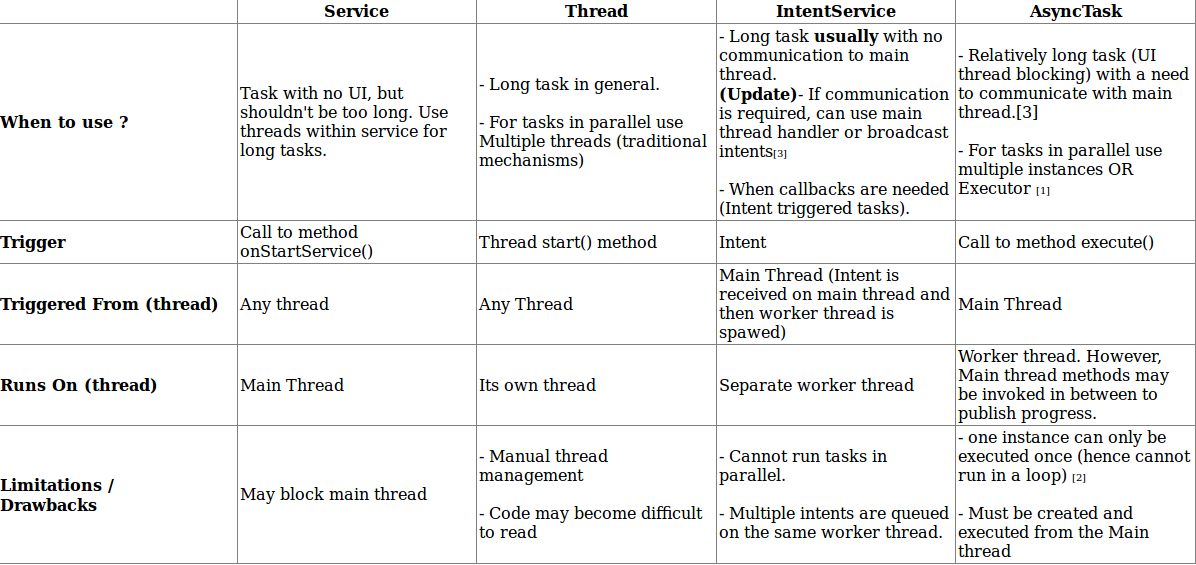 Service
Thread
IntentService
AsyncTask
When to use ?
Task with no UI, but
shouldn't be too long. Use
threads within service for
long tasks.
- Long task in general.
- For tasks in parallel use
Multiple threads (traditional
mechanisms)
- Long task usually with no
communication to main
thread.
(Update)- If communication
is required, can use main
thread handler or broadcast
intents[3]
- When callbacks are needed
(Intent triggered tasks).
- Relatively long task (UI
thread blocking) with a need
to communicate with main
thread.[3]
- For tasks in parallel use
multiple instances OR
Executor [1]
Trigger
Call to method
onStartService()
Thread start() method
Intent
Call to method execute()
Triggered From (thread)
Any thread
Any Thread
Main Thread (Intent is
received on main thread and
then worker thread is
spawed)
Main Thread
Runs On (thread)
Main Thread
Its own thread
Separate worker thread
Worker thread. However,
Main thread methods may
be invoked in between to
publish progress.
Limitations /
Drawbacks
May block main thread
- Manual thread
management
- Code may become difficult
to read
- Cannot run tasks in
parallel.
- Multiple intents are queued
on the same worker thread.
- one instance can only be
executed once (hence cannot
run in a loop) [2]
- Must be created and
executed from the Main
thread